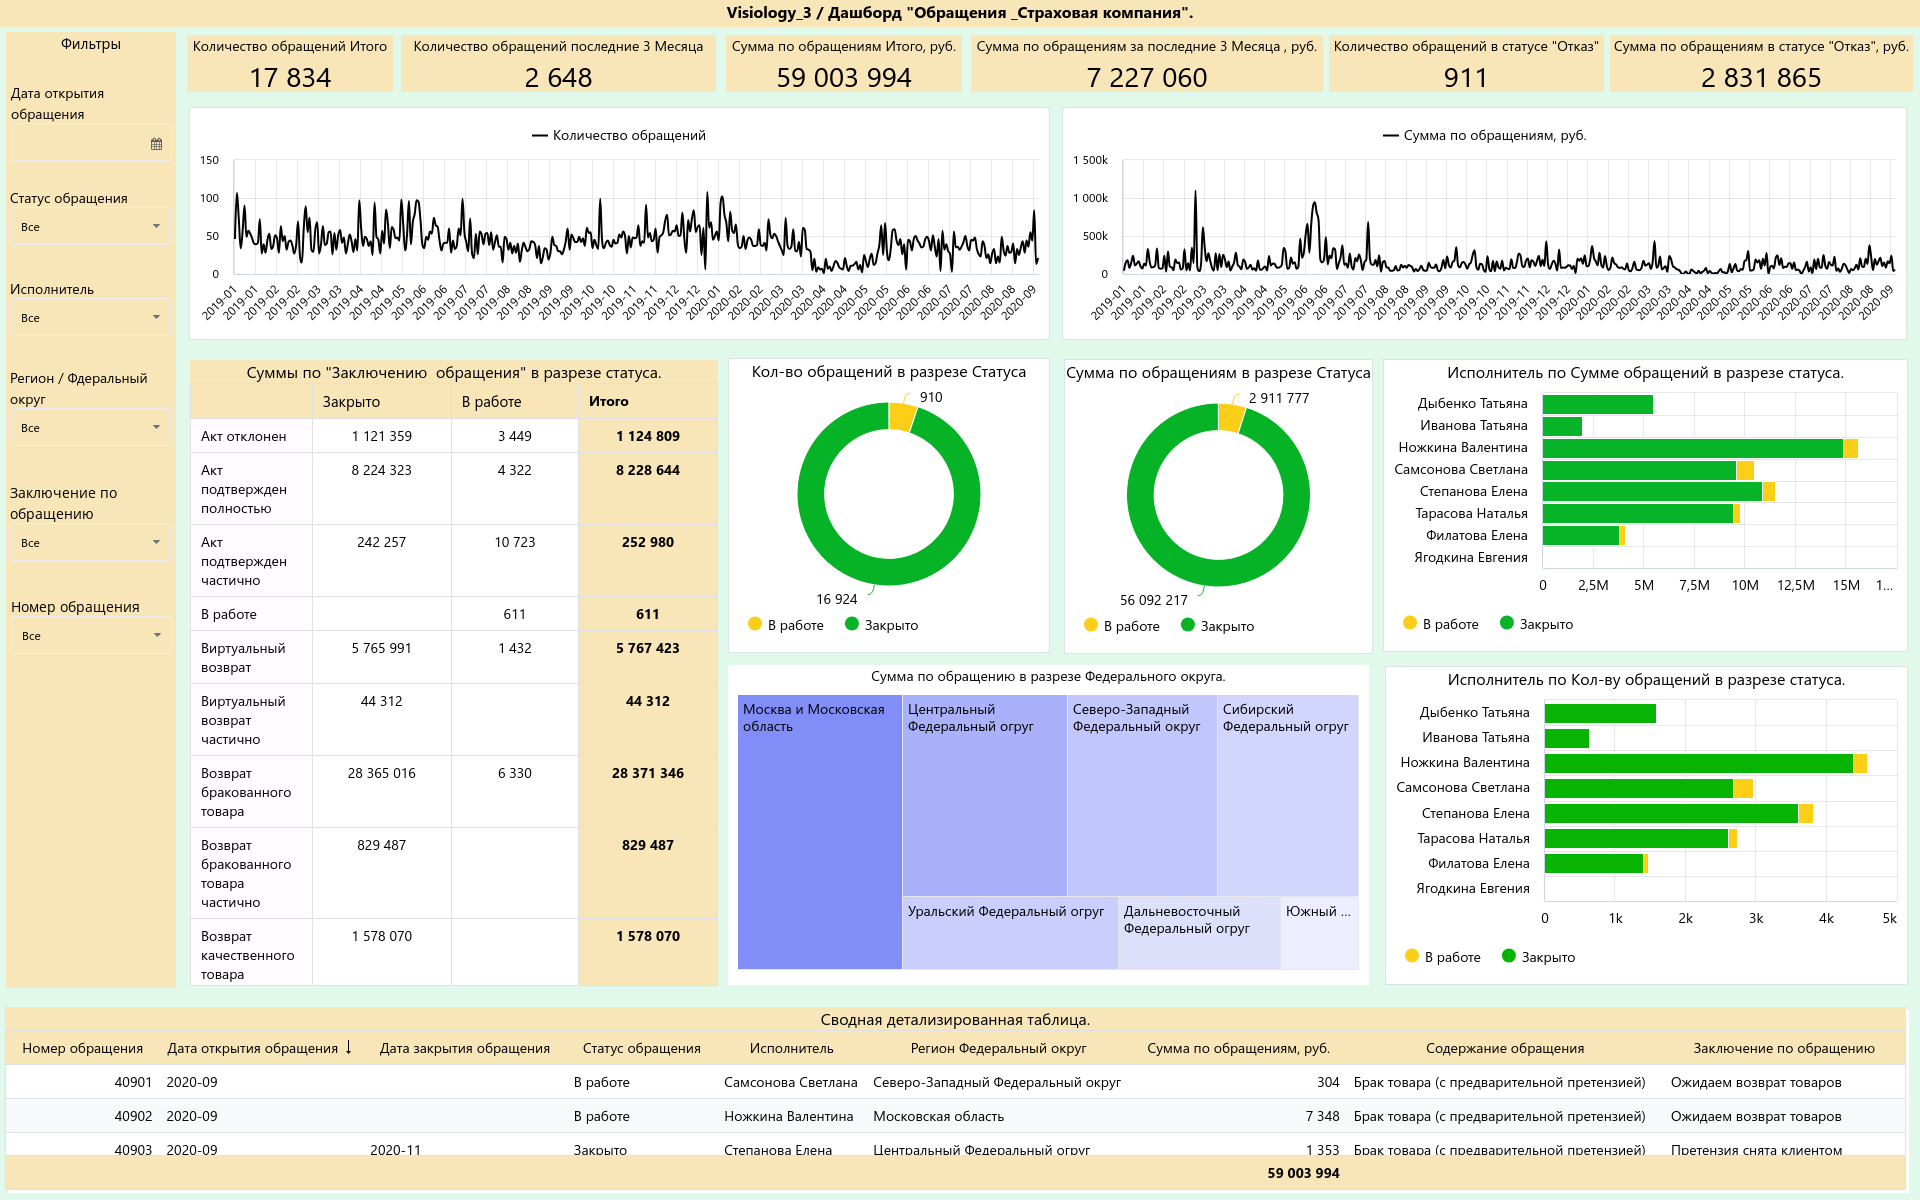 Visiology_3 / Дашборд "Обращения _Страховая компания".
Фильтры
Дата открытия
обращения
Статус обращения
Все
Исполнитель
Все
Регион / Фдеральный
округ
Все
Заключение по
обращению
Все
Номер обращения
Все
Количество обращений Итого
17 834
Количество обращений последние 3 Месяца
2 648
Сумма по обращениям Итого, руб.
59 003 994
Сумма по обращениям за последние 3 Месяца , руб.
7 227 060
Количество обращений в статусе "Отказ"
911
Сумма по обращениям в статусе "Отказ", руб.
2 831 865
Количество обращений
150
100
50
0
2019-01 2019-01 2019-02 2019-02 2019-03 2019-03 2019-04 2019-04 2019-05 2019-06 2019-06 2019-07 2019-07 2019-08 2019-08 2019-09 2019-09 2019-10 2019-10 2019-11 2019-11 2019-12 2019-12 2020-01 2020-02 2020-02 2020-03 2020-03 2020-04 2020-04 2020-05 2020-05 2020-06 2020-06 2020-07 2020-07 2020-08 2020-08 2020-09
Сумма по обращениям, руб.
1 500k
1 000k
500k
0
2019-01 2019-01 2019-02 2019-02 2019-03 2019-03 2019-04 2019-04 2019-05 2019-06 2019-06 2019-07 2019-07 2019-08 2019-08 2019-09 2019-09 2019-10 2019-10 2019-11 2019-11 2019-12 2019-12 2020-01 2020-02 2020-02 2020-03 2020-03 2020-04 2020-04 2020-05 2020-05 2020-06 2020-06 2020-07 2020-07 2020-08 2020-08 2020-09
Суммы по "Заключению  обращения" в разрезе статуса.
Закрыто В работе Итого
Акт отклонен 1 121 359 3 449 1 124 809
Акт 8 224 323 4 322 8 228 644
подтвержден
полностью
Акт 242 257 10 723 252 980
подтвержден
частично
В работе 611 611
Виртуальный 5 765 991 1 432 5 767 423
возврат
Виртуальный 44 312 44 312
возврат
частично
Возврат 28 365 016 6 330 28 371 346
бракованного
товара
Возврат 829 487 829 487
бракованного
товара
частично
Возврат 1 578 070 1 578 070
качественного
товара
Кол-во обращений в разрезе Статуса
910
16 924
В работе Закрыто
Сумма по обращениям в разрезе Статуса
2 911 777
56 092 217
В работе Закрыто
Исполнитель по Сумме обращений в разрезе статуса.
Дыбенко Татьяна
Иванова Татьяна
Ножкина Валентина
Самсонова Светлана
Степанова Елена
Тарасова Наталья
Филатова Елена
Ягодкина Евгения
0 2,5M 5M 7,5M 10M 12,5M 15M 1...
В работе Закрыто
Сумма по обращению в разрезе Федерального округа.
Москва и Московская
область
Центральный
Федеральный огруг
Северо-Западный
Федеральный округ
Сибирский
Федеральный огруг
Уральский Федеральный огруг
Дальневосточный
Федеральный огруг
Южный ...
Исполнитель по Кол-ву обращений в разрезе статуса.
Дыбенко Татьяна
Иванова Татьяна
Ножкина Валентина
Самсонова Светлана
Степанова Елена
Тарасова Наталья
Филатова Елена
Ягодкина Евгения
0 1k 2k 3k 4k 5k
В работе Закрыто
Сводная детализированная таблица.
Номер обращения Дата открытия обращения ↓ Дата закрытия обращения Статус обращения Исполнитель Регион Федеральный округ Сумма по обращениям, руб. Содержание обращения Заключение по обращению
40901 2020-09 В работе Самсонова Светлана Северо-Западный Федеральный округ 304 Брак товара (с предварительной претензией) Ожидаем возврат товаров
40902 2020-09 В работе Ножкина Валентина Московская область 7 348 Брак товара (с предварительной претензией) Ожидаем возврат товаров
40903 2020-09 2020-11 Закрыто Степанова Елена Центральный Федеральный огруг 1 353 Брак товара (с предварительной претензией) Претензия снята клиентом
59 003 994